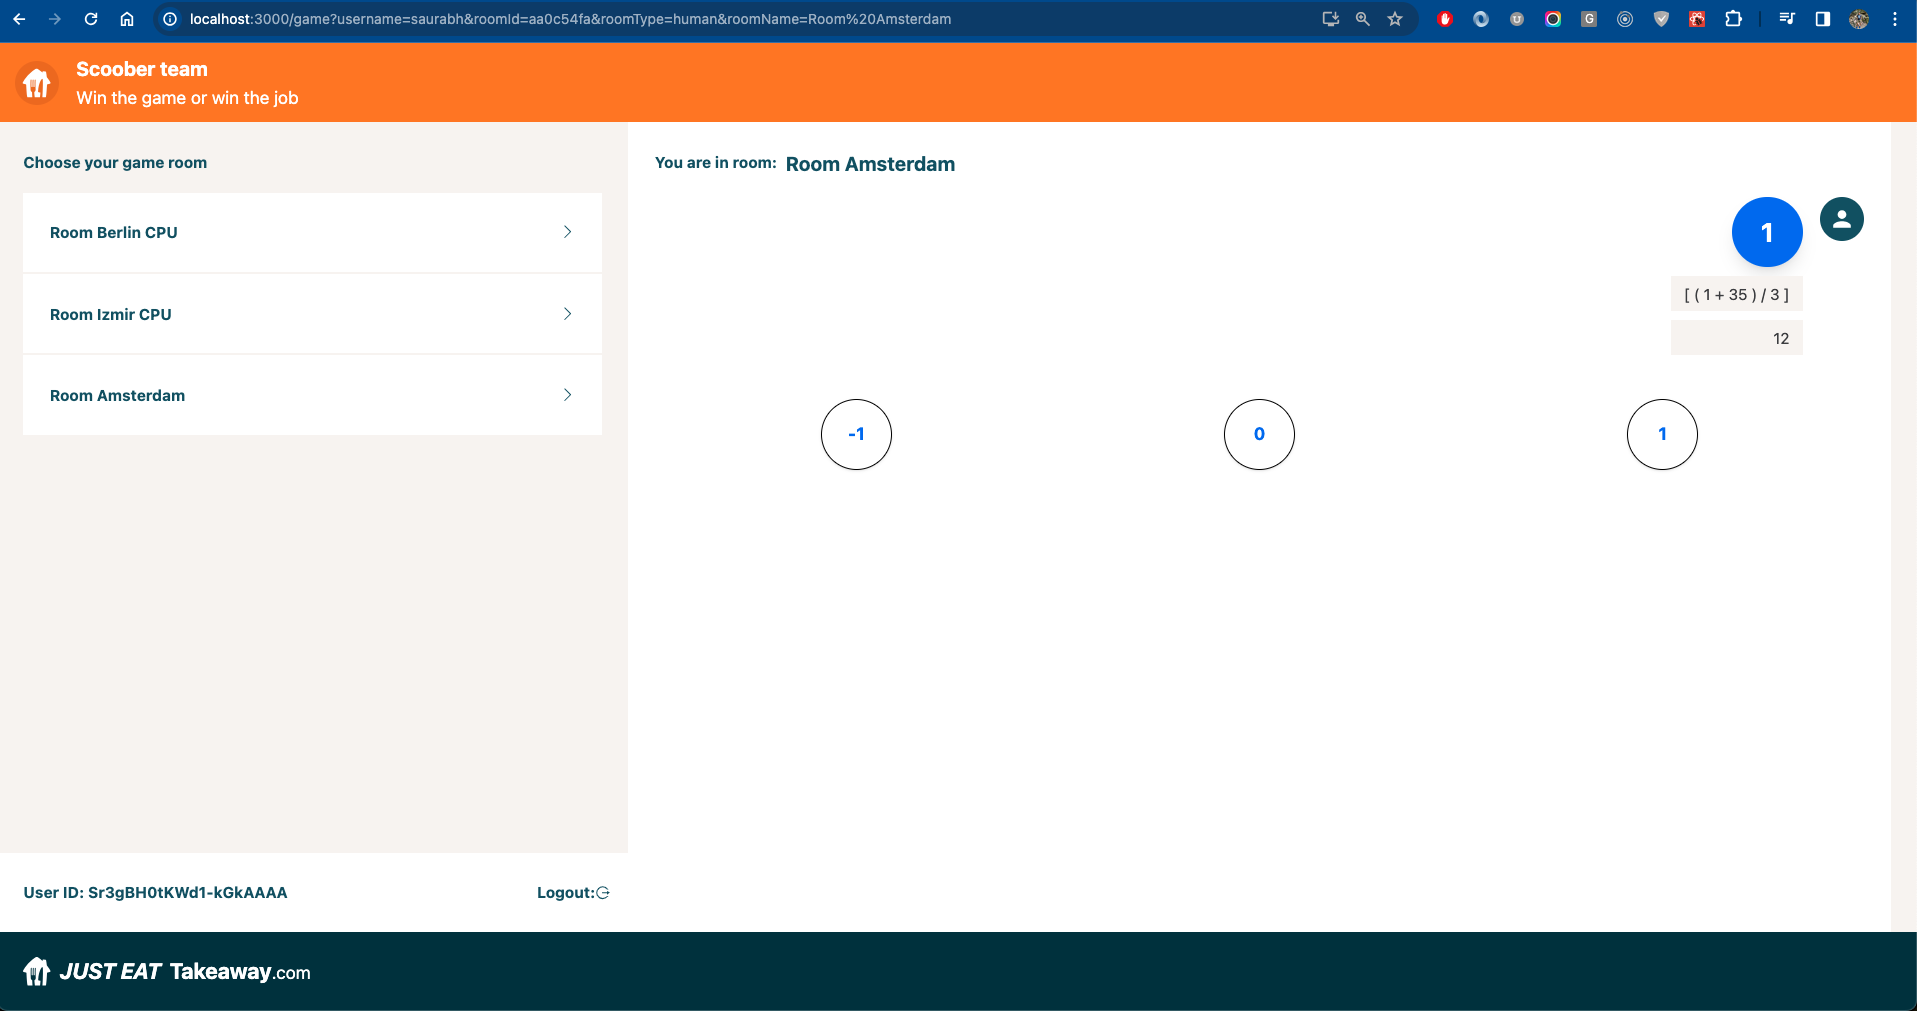 localhost:3000/game?username=saurabh&roomId=aa0c54fa&roomType=human&roomName=Room%20Amsterdam
Scoober team
Win the game or win the job
Choose your game room
Room Berlin CPU
Room Izmir CPU
Room Amsterdam
You are in room: Room Amsterdam
1
[ ( 1 + 35 ) / 3 ]
12
-1
0
1
User ID: Sr3gBH0tKWd1-kGkAAAA
Logout:
JUST EAT Takeaway.com